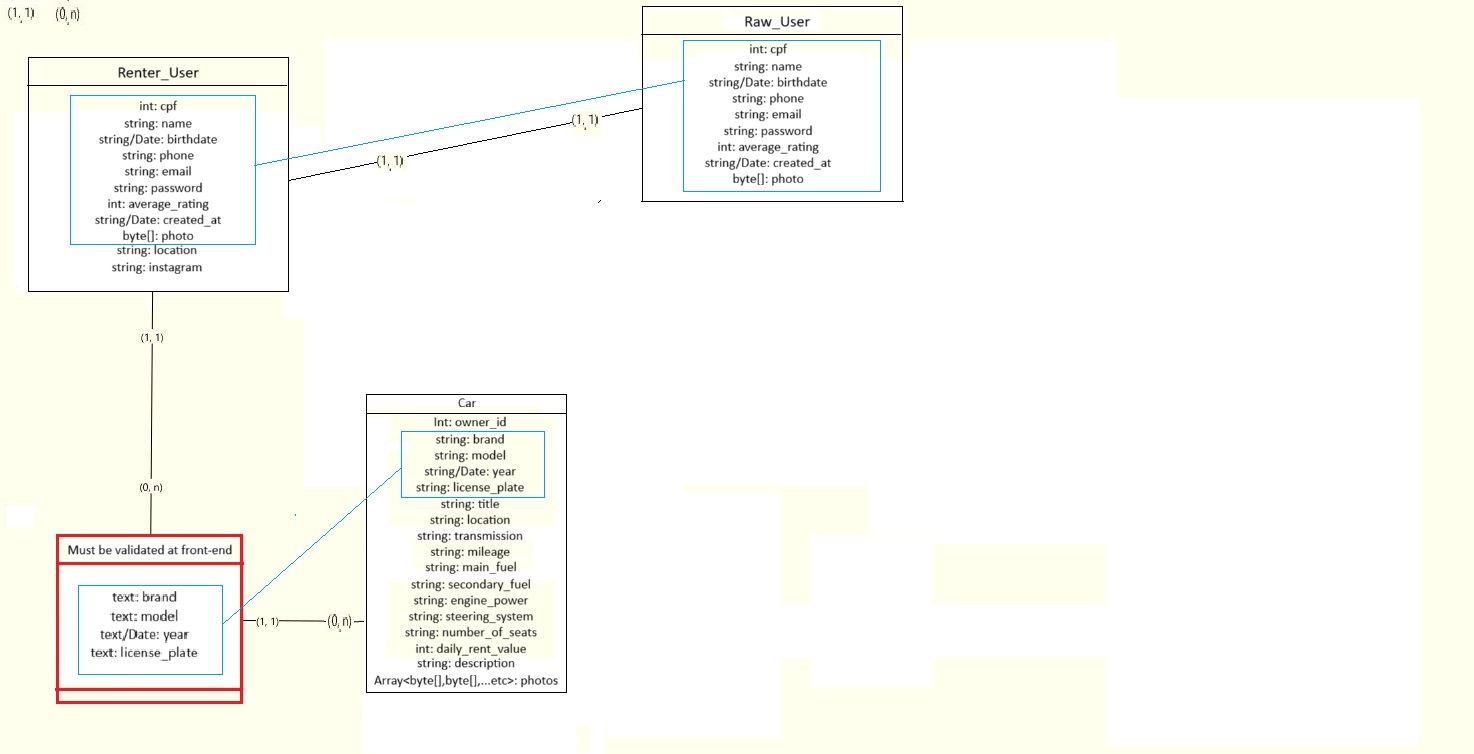 (1, 1) (0, n)
Raw_User
int: cpf
string: name
string/Date: birthdate
string: phone
string: email
string: password
int: average_rating
string/Date: created_at
byte[]: photo
Renter_User
int: cpf
string: name
string/Date: birthdate
string: phone
string: email
string: password
int: average_rating
string/Date: created_at
byte[]: photo
string: location
string: instagram
(1, 1)
(1, 1)
(1, 1)
(0, n)
Must be validated at front-end
text: brand
text: model
text/Date: year
text: license_plate
(1, 1)
(0, n)
Car
Int: owner_id
string: brand
string: model
string/Date: year
string: license_plate
string: title
string: location
string: transmission
string: mileage
string: main_fuel
string: secondary_fuel
string: engine_power
string: steering_system
string: number_of_seats
int: daily_rent_value
string: description
Array<byte[],byte[],...etc>: photos